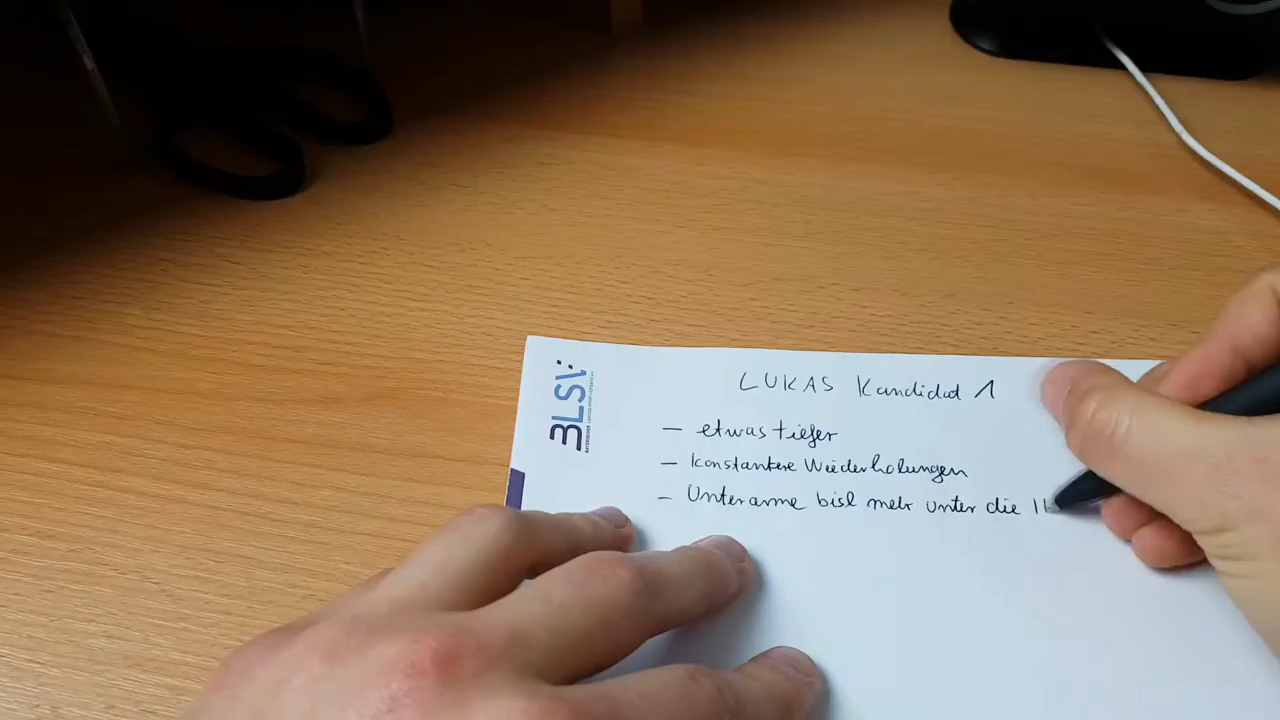 BLSV
LUKAS Kandidat 1
– etwas tiefer
– Konstantere Wiederholungen
– Unterarme bisl mehr unter die